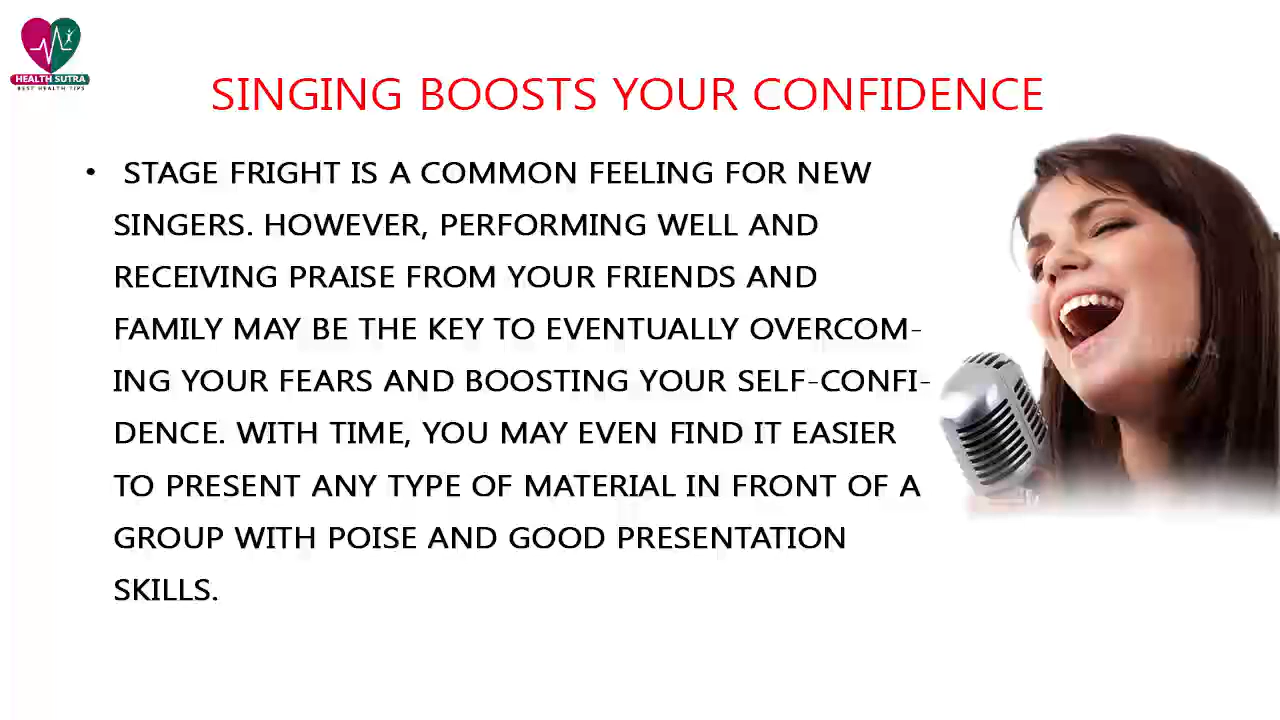 HEALTH SUTRA
BEST HEALTH TIPS
SINGING BOOSTS YOUR CONFIDENCE
• STAGE FRIGHT IS A COMMON FEELING FOR NEW
SINGERS. HOWEVER, PERFORMING WELL AND
RECEIVING PRAISE FROM YOUR FRIENDS AND
FAMILY MAY BE THE KEY TO EVENTUALLY OVERCOM-
ING YOUR FEARS AND BOOSTING YOUR SELF-CONFI-
DENCE. WITH TIME, YOU MAY EVEN FIND IT EASIER
TO PRESENT ANY TYPE OF MATERIAL IN FRONT OF A
GROUP WITH POISE AND GOOD PRESENTATION
SKILLS.